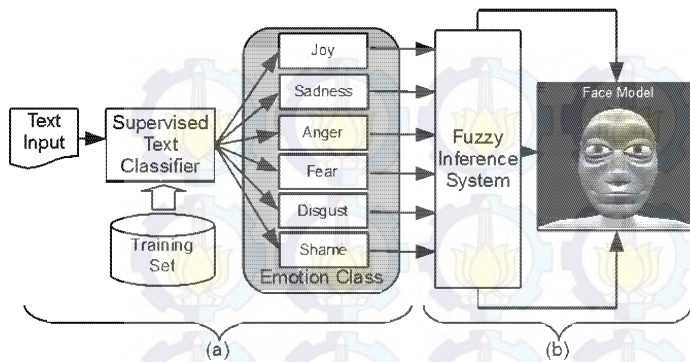 Text
Input
Supervised
Text
Classifier
Training
Set
Joy
Sadness
Anger
Fear
Disgust
Shame
Emotion Class
Fuzzy
Inference
System
Face Model
(a)
(b)